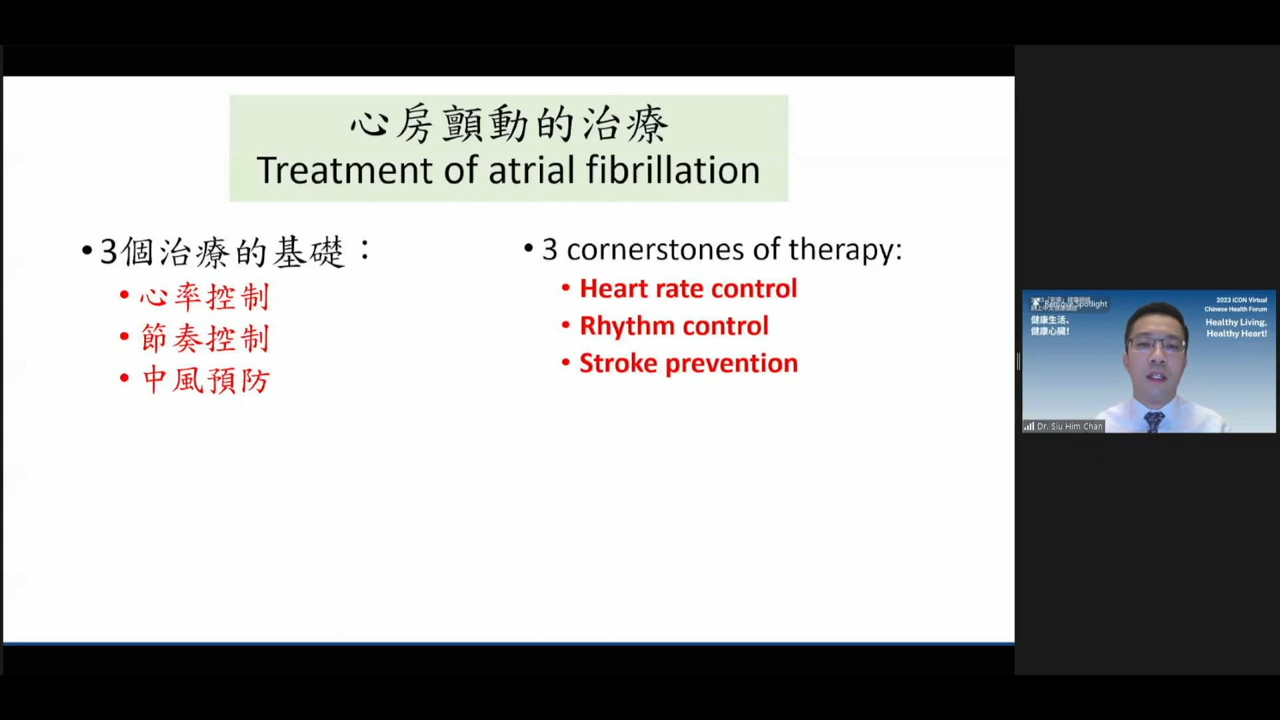 心房顫動的治療
Treatment of atrial fibrillation
•3個治療的基礎：
•心率控制
•節奏控制
•中風預防
• 3 cornerstones of therapy:
• Heart rate control
• Rhythm control
• Stroke prevention
Remove Spotlight
健康生活、
健康心臟!
2023 iCON Virtual
Chinese Health Forum
Healthy Living,
Healthy Heart!
Dr. Siu Him Chan